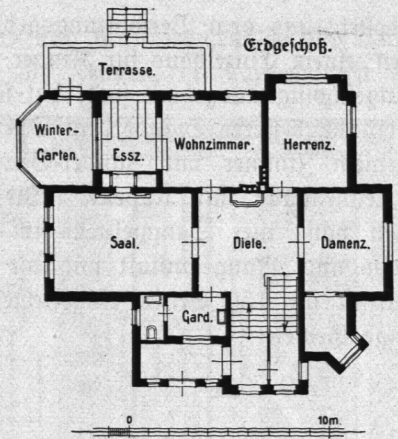 Erdgeschoß.
Terrasse.
Winter-
Garten.
Essz.
Wohnzimmer.
Herrenz.
Saal.
Diele.
Damenz.
Gard.
0
10m.